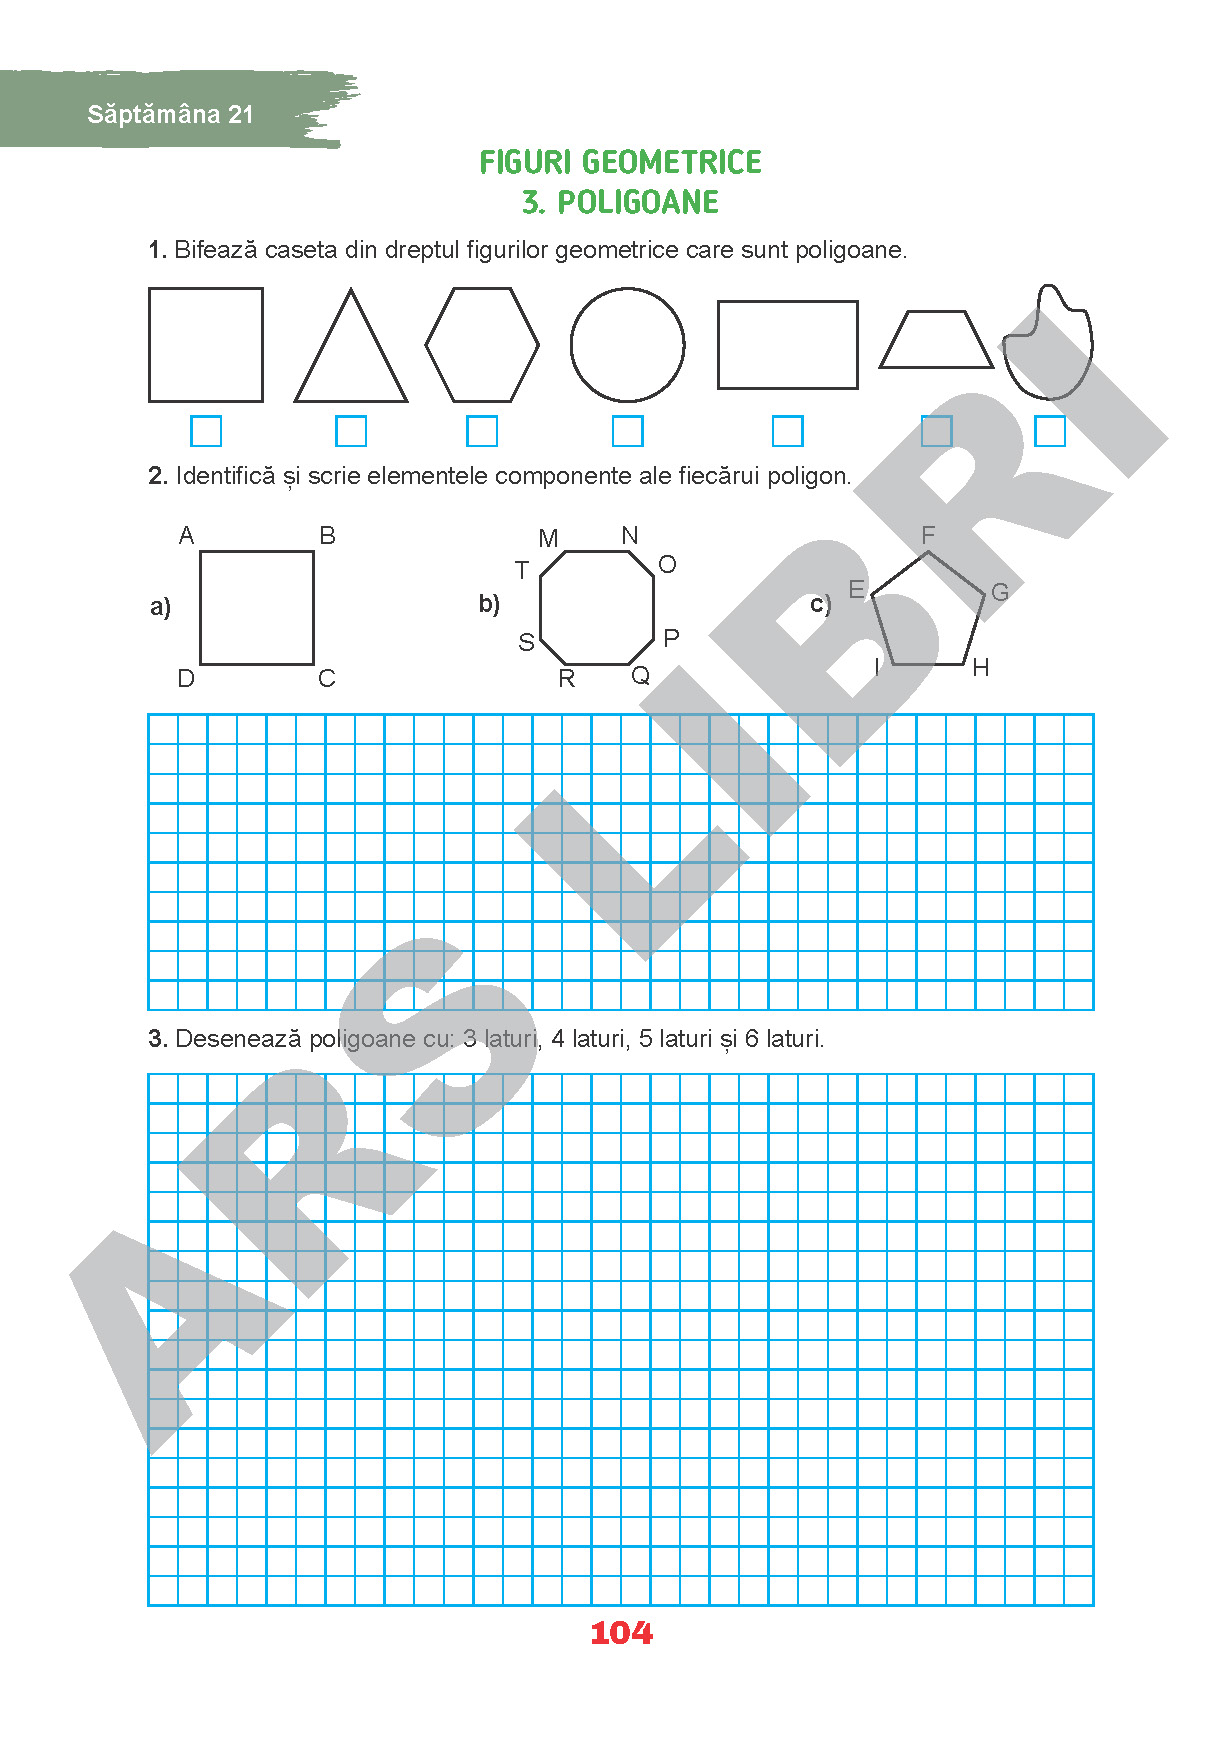 Săptămâna 21
FIGURI GEOMETRICE
3. POLIGOANE
1. Bifează caseta din dreptul figurilor geometrice care sunt poligoane.
2. Identifică și scrie elementele componente ale fiecărui poligon.
a)
A
B
D
C
b)
M
N
T
O
S
P
R
Q
c)
F
E
G
I
H
3. Desenează poligoane cu: 3 laturi, 4 laturi, 5 laturi și 6 laturi.
ARS LIBRI
104